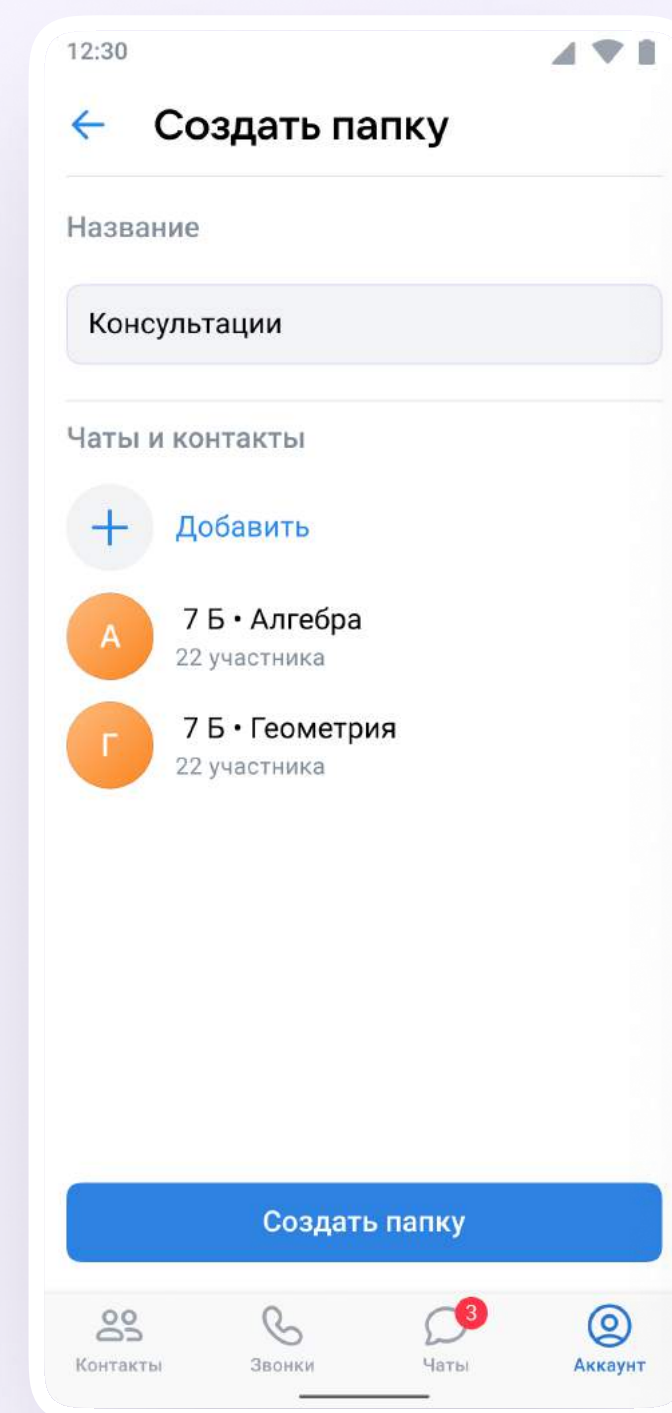 12:30
Создать папку
Название
Консультации
Чаты и контакты
Добавить
А
7 Б • Алгебра
22 участника
Г
7 Б • Геометрия
22 участника
Создать папку
3
Контакты Звонки Чаты Аккаунт